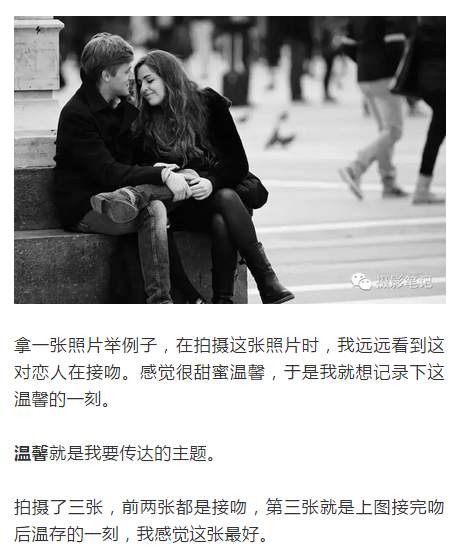 摄影笔记
拿一张照片举例子，在拍摄这张照片时，我远远看到这
对恋人在接吻。感觉很甜蜜温馨，于是我就想记录下这
温馨的一刻。
温馨就是我要传达的主题。
拍摄了三张，前两张都是接吻，第三张就是上图接完吻
后温存的一刻，我感觉这张最好。